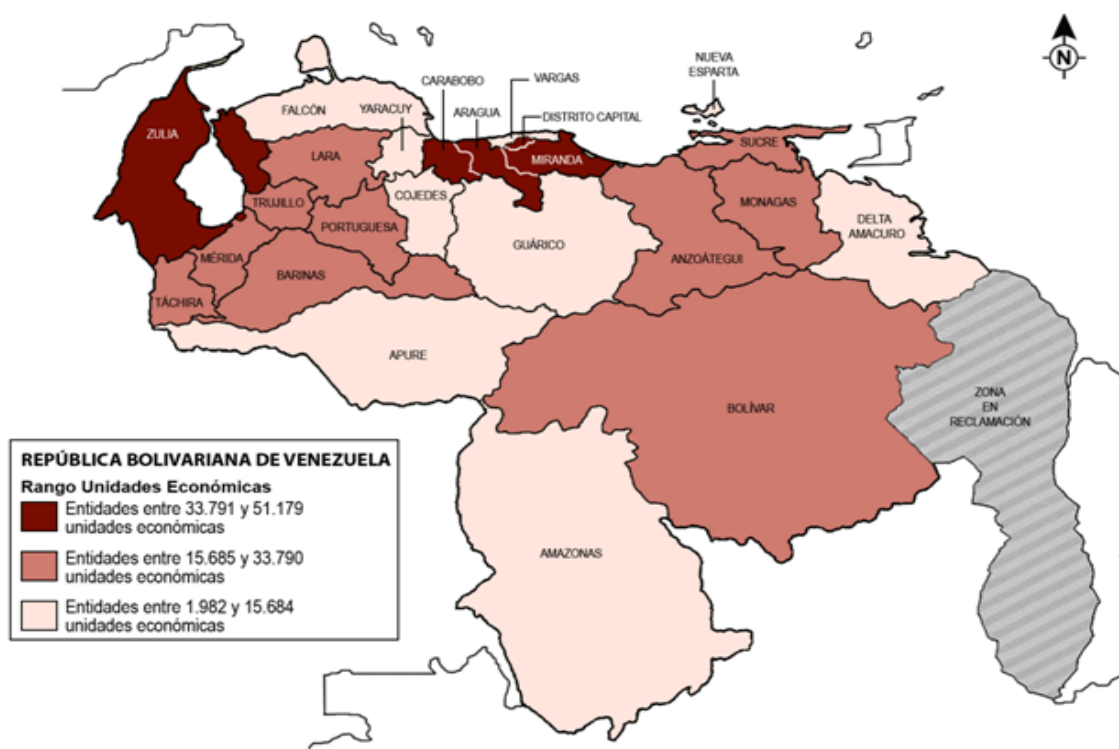 N
NUEVA
ESPARTA
CARABOBO
VARGAS
FALCÓN
YARACUY
ARAGUA
DISTRITO CAPITAL
ZULIA
LARA
MIRANDA
SUCRE
TRUJILLO
COJEDES
MONAGAS
PORTUGUESA
DELTA
AMACURO
GUÁRICO
MÉRIDA
ANZOÁTEGUI
BARINAS
TÁCHIRA
APURE
ZONA
EN
RECLAMACIÓN
BOLÍVAR
AMAZONAS
REPÚBLICA BOLIVARIANA DE VENEZUELA
Rango Unidades Económicas
Entidades entre 33.791 y 51.179
unidades económicas
Entidades entre 15.685 y 33.790
unidades económicas
Entidades entre 1.982 y 15.684
unidades económicas